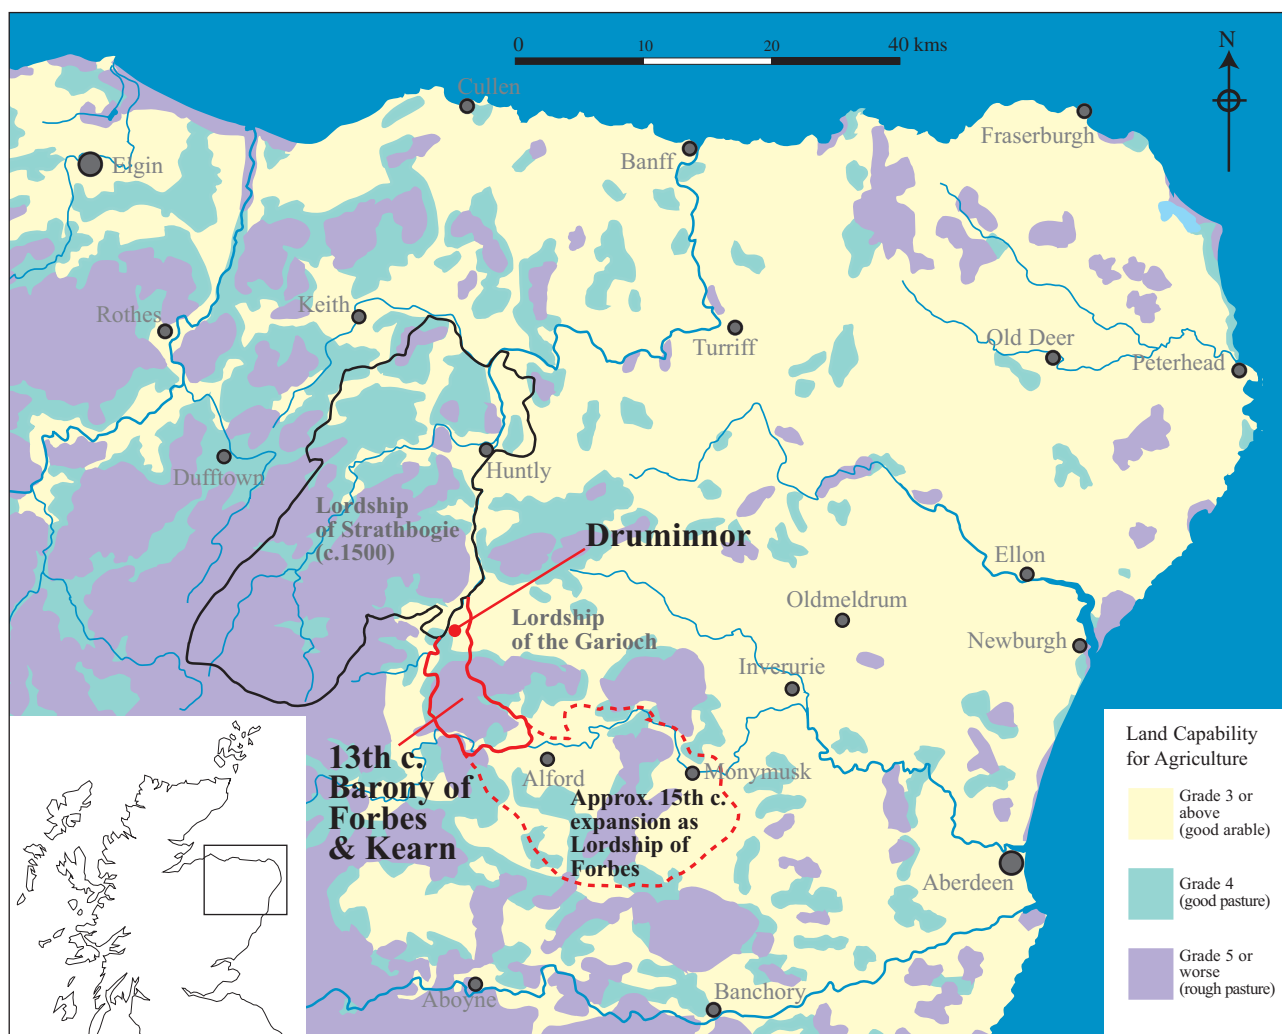 0
10
20
40 kms
N
Cullen
Fraserburgh
Banff
Elgin
Keith
Rothes
Turriff
Old Deer
Peterhead
Dufftown
Huntly
Lordship
of Strathbogie
(c.1500)
Druminnor
Ellon
Oldmeldrum
Lordship
of the Garioch
Newburgh
Inverurie
13th c.
Barony of
Forbes
& Kearn
Alford
Monymusk
Approx. 15th c.
expansion as
Lordship of
Forbes
Aberdeen
Aboyne
Banchory
Land Capability
for Agriculture
Grade 3 or
above
(good arable)
Grade 4
(good pasture)
Grade 5 or
worse
(rough pasture)